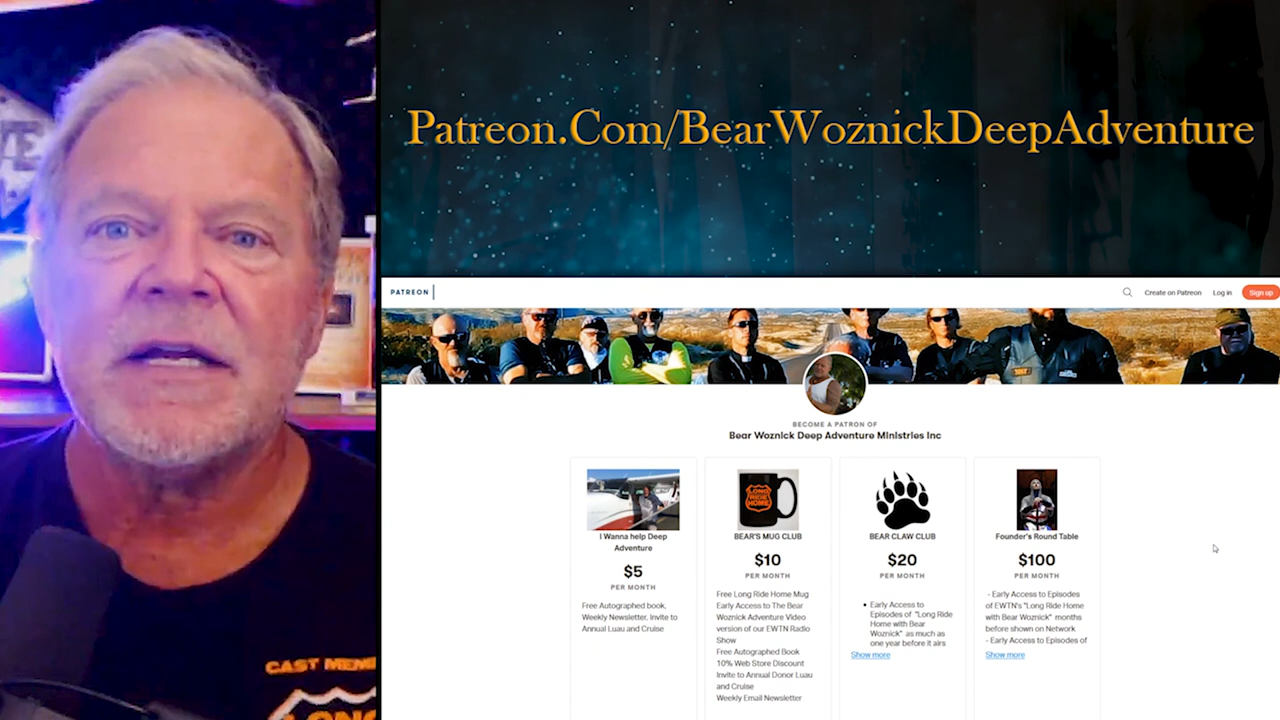 Patreon.Com/BearWoznickDeepAdventure
PATREON
Create on Patreon
Log in
Sign up
BECOME A PATRON OF
Bear Woznick Deep Adventure Ministries Inc
I Wanna help Deep
Adventure
$5
PER MONTH
Free Autographed book,
Weekly Newsletter, Invite to
Annual Luau and Cruise
LONG
RIDE
HOME
BEAR'S MUG CLUB
$10
PER MONTH
Free Long Ride Home Mug
Early Access to The Bear
Woznick Adventure Video
version of our EWTN Radio
Show
Free Autographed Book
10% Web Store Discount
Invite to Annual Donor Luau
and Cruise
Weekly Email Newsletter
BEAR CLAW CLUB
$20
PER MONTH
• Early Access to
Episodes of "Long Ride
Home with Bear
Woznick" as much as
one year before it airs
Show more
Founder's Round Table
$100
PER MONTH
- Early Access to Episodes
of EWTN's "Long Ride Home
with Bear Woznick" months
before shown on Network
- Early Access to Episodes of
Show more
CAST MEM
LONG